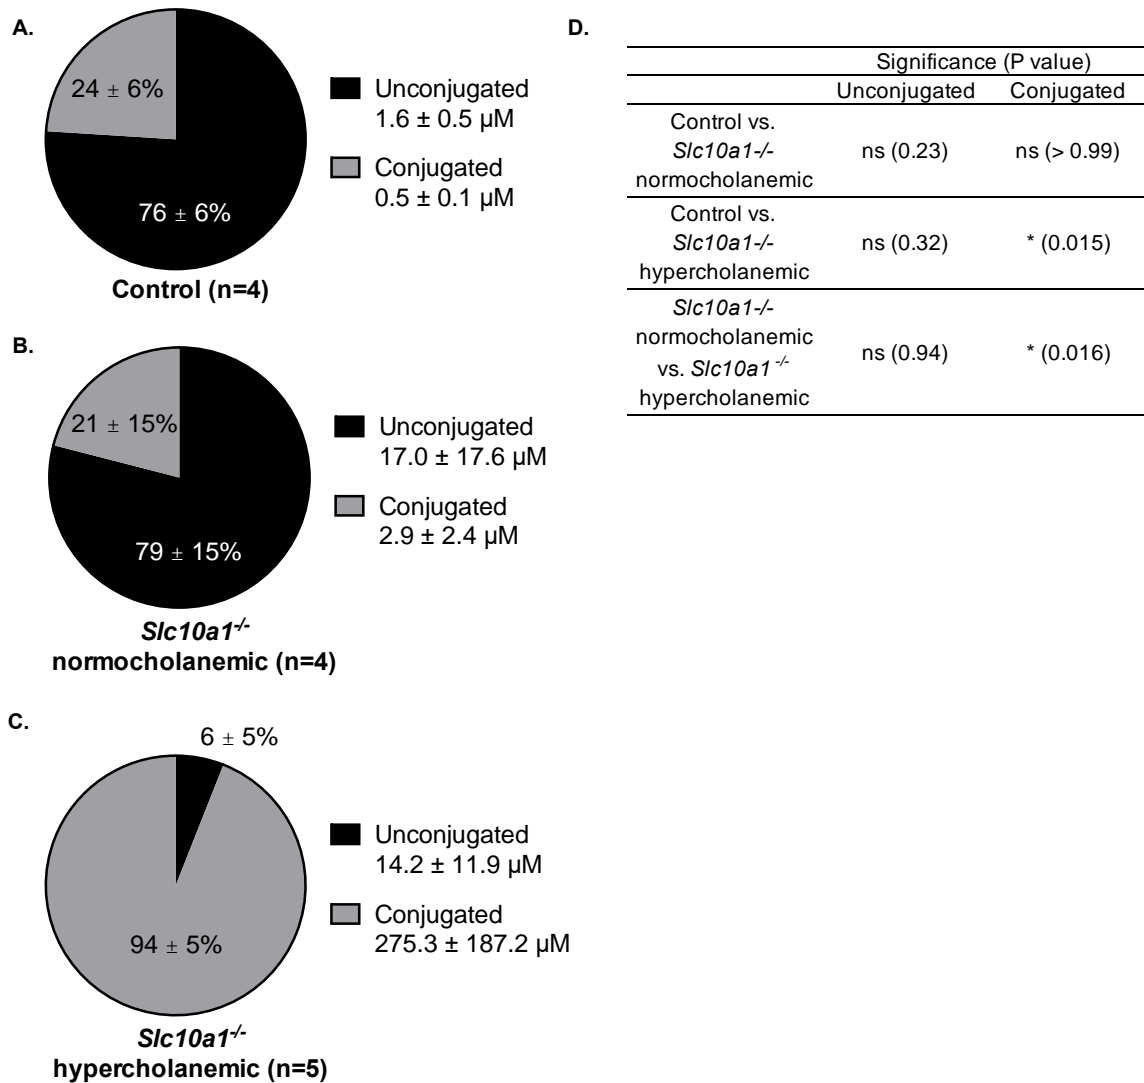 A.
24 ± 6%
76 ± 6%
Unconjugated
1.6 ± 0.5 µM
Conjugated
0.5 ± 0.1 µM
Control (n=4)
B.
21 ± 15%
79 ± 15%
Unconjugated
17.0 ± 17.6 µM
Conjugated
2.9 ± 2.4 µM
Slc10a1-/-
normocholanemic (n=4)
C.
6 ± 5%
94 ± 5%
Unconjugated
14.2 ± 11.9 µM
Conjugated
275.3 ± 187.2 µM
Slc10a1-/-
hypercholanemic (n=5)
D.
Significance (P value)
Unconjugated Conjugated
Control vs.
Slc10a1-/-
normocholanemic
ns (0.23) ns (> 0.99)
Control vs.
Slc10a1-/-
hypercholanemic
ns (0.32) * (0.015)
Slc10a1-/-
normocholanemic
vs. Slc10a1 -/-
hypercholanemic
ns (0.94) * (0.016)